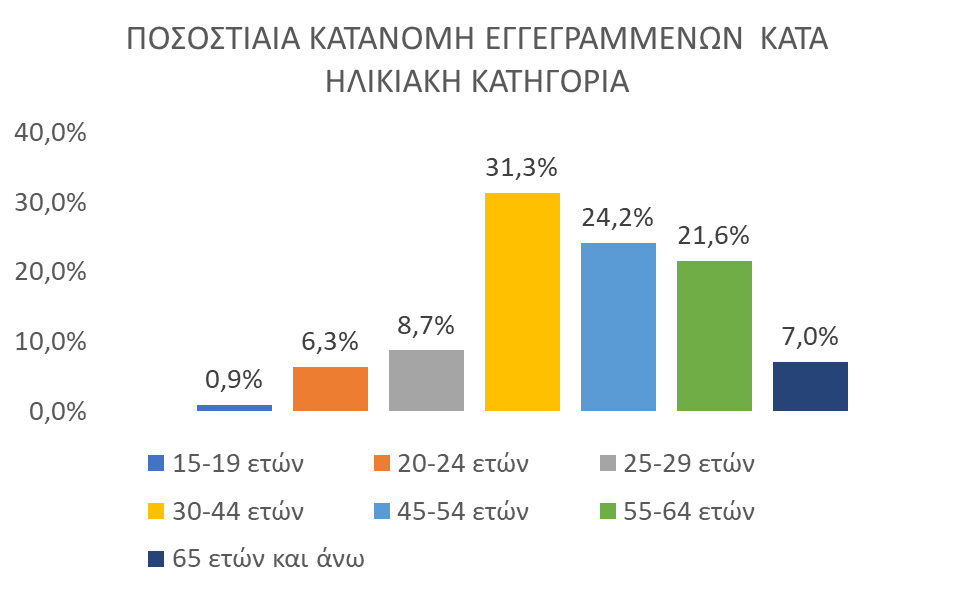 ΠΟΣΟΣΤΙΑΙΑ ΚΑΤΑΝΟΜΗ ΕΓΓΕΓΡΑΜΜΕΝΩΝ  ΚΑΤΑ
ΗΛΙΚΙΑΚΗ ΚΑΤΗΓΟΡΙΑ
40,0%
30,0%
20,0%
10,0%
0,0%
0,9%
6,3%
8,7%
31,3%
24,2%
21,6%
7,0%
15-19 ετών
20-24 ετών
25-29 ετών
30-44 ετών
45-54 ετών
55-64 ετών
65 ετών και άνω